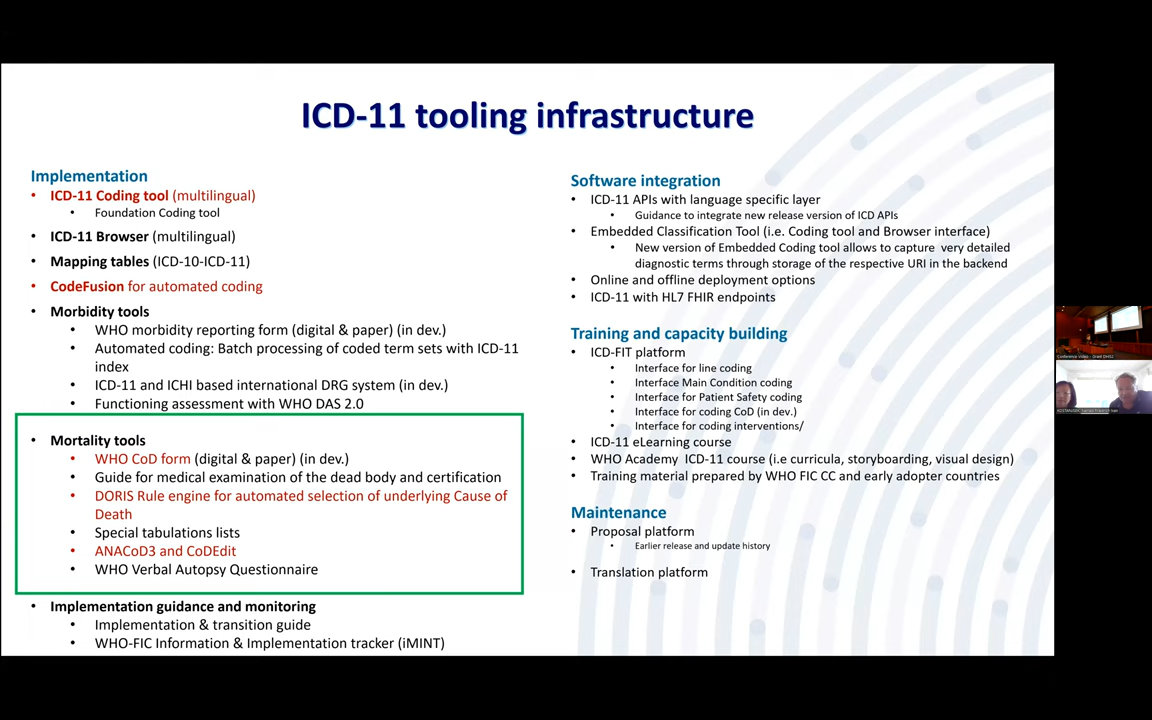 ICD-11 tooling infrastructure
Implementation
• ICD-11 Coding tool (multilingual)
• Foundation Coding tool
• ICD-11 Browser (multilingual)
• Mapping tables (ICD-10-ICD-11)
• CodeFusion for automated coding
• Morbidity tools
• WHO morbidity reporting form (digital & paper) (in dev.)
• Automated coding: Batch processing of coded term sets with ICD-11
index
• ICD-11 and ICHI based international DRG system (in dev.)
• Functioning assessment with WHO DAS 2.0
• Mortality tools
• WHO CoD form (digital & paper) (in dev.)
• Guide for medical examination of the dead body and certification
• DORIS Rule engine for automated selection of underlying Cause of
Death
• Special tabulations lists
• ANACoD3 and CoDEdit
• WHO Verbal Autopsy Questionnaire
• Implementation guidance and monitoring
• Implementation & transition guide
• WHO-FIC Information & Implementation tracker (iMINT)
Software integration
• ICD-11 APIs with language specific layer
• Guidance to integrate new release version of ICD APIs
• Embedded Classification Tool (i.e. Coding tool and Browser interface)
• New version of Embedded Coding tool allows to capture very detailed
diagnostic terms through storage of the respective URI in the backend
• Online and offline deployment options
• ICD-11 with HL7 FHIR endpoints
Training and capacity building
• ICD-FIT platform
• Interface for line coding
• Interface Main Condition coding
• Interface for Patient Safety coding
• Interface for coding CoD (in dev.)
• Interface for coding interventions/
• ICD-11 eLearning course
• WHO Academy ICD-11 course (i.e curricula, storyboarding, visual design)
• Training material prepared by WHO FIC CC and early adopter countries
Maintenance
• Proposal platform
• Earlier release and update history
• Translation platform